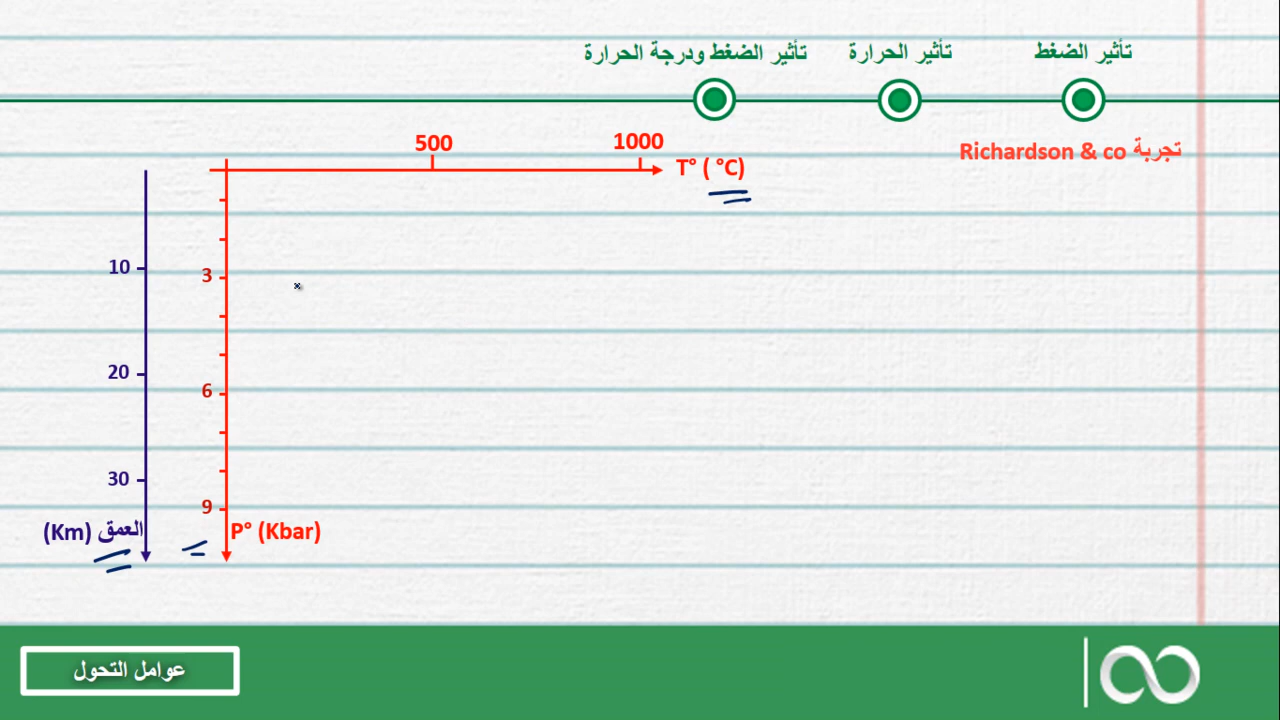 تأثير الضغط
تأثير الحرارة
تأثير الضغط ودرجة الحرارة
تجربة Richardson & co
500
1000
T° ( °C)
10
3
20
6
30
9
العمق (Km)
P° (Kbar)
عوامل التحول